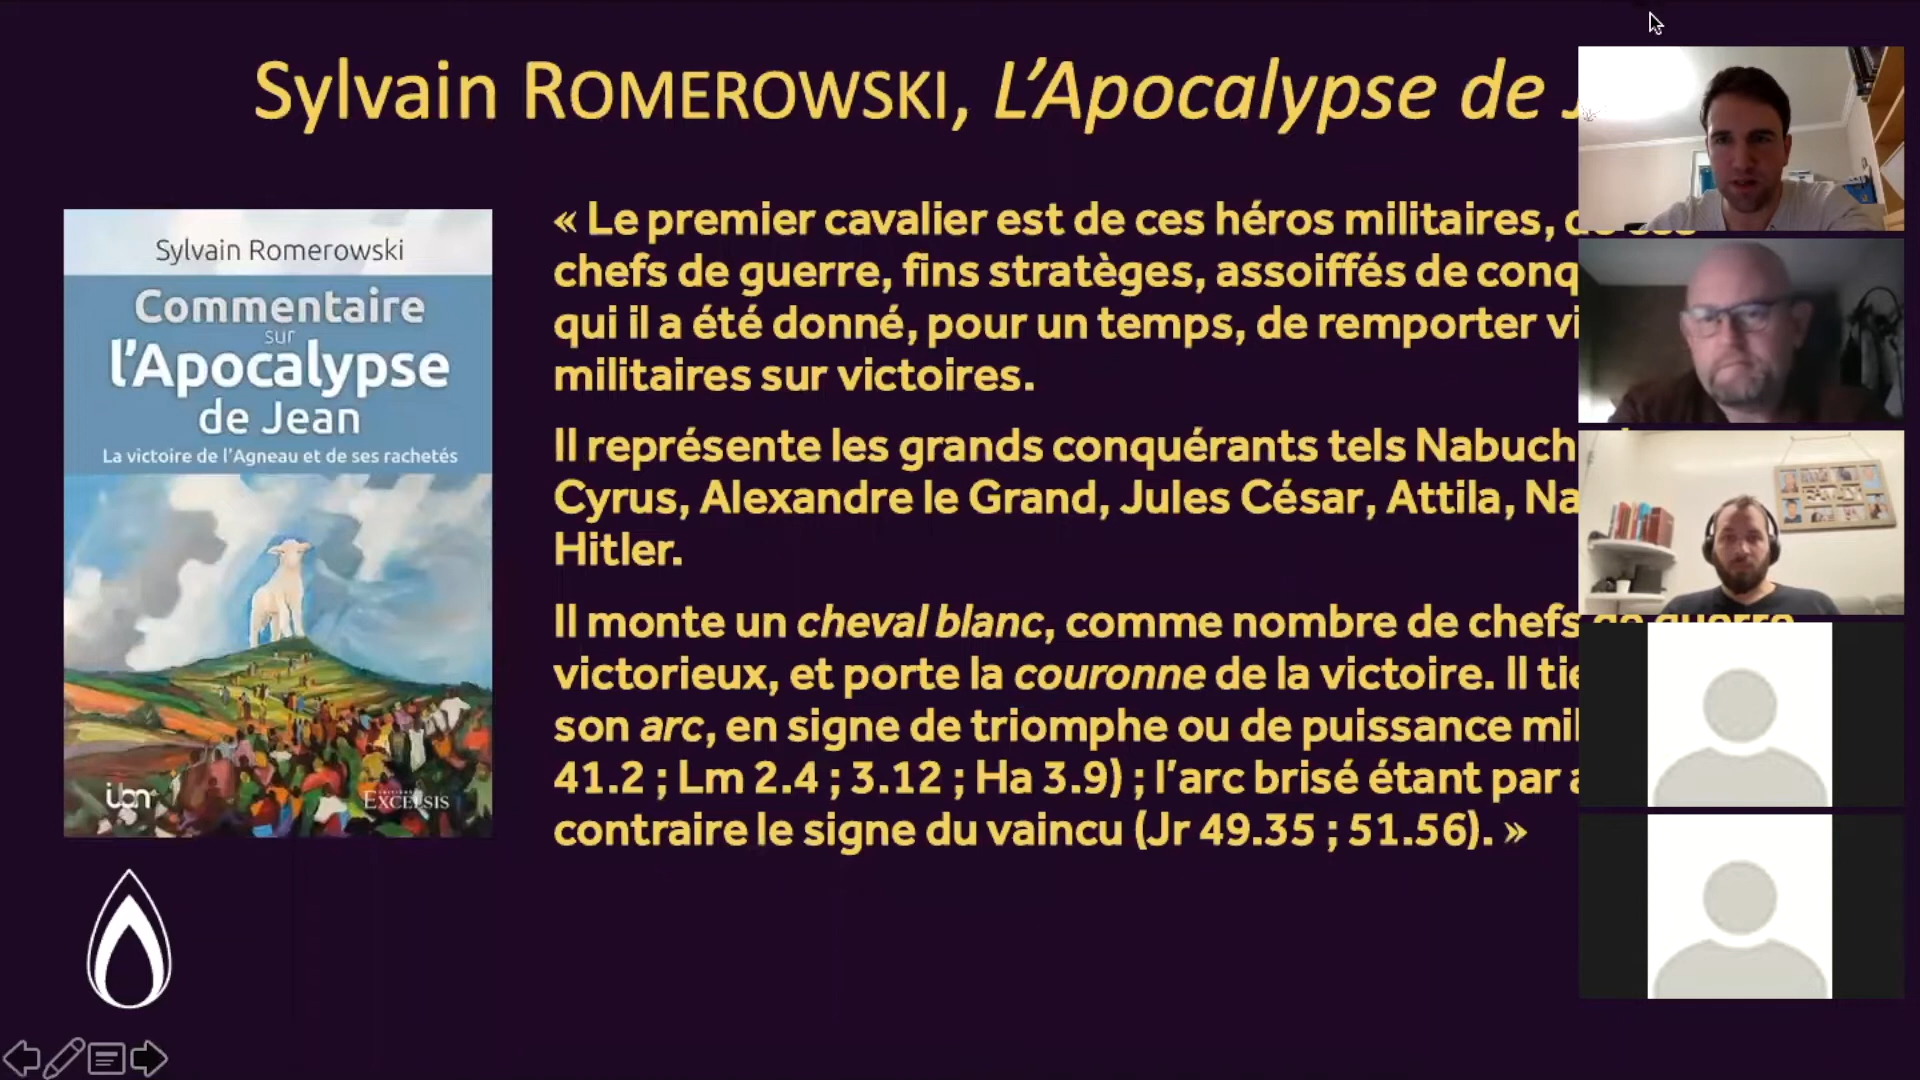 Sylvain ROMEROWSKI, L’Apocalypse de
Sylvain Romerowski
Commentaire
sur
l’Apocalypse
de Jean
La victoire de l’Agneau et de ses rachetés
EXCELSIS
« Le premier cavalier est de ces héros militaires,
chefs de guerre, fins stratèges, assoiffés de conq
qui il a été donné, pour un temps, de remporter vi
militaires sur victoires.
Il représente les grands conquérants tels Nabuch
Cyrus, Alexandre le Grand, Jules César, Attila, Na
Hitler.
Il monte un cheval blanc, comme nombre de chefs de guerre
victorieux, et porte la couronne de la victoire. Il tie
son arc, en signe de triomphe ou de puissance mil
41.2 ; Lm 2.4 ; 3.12 ; Ha 3.9) ; l’arc brisé étant par a
contraire le signe du vaincu (Jr 49.35 ; 51.56). »